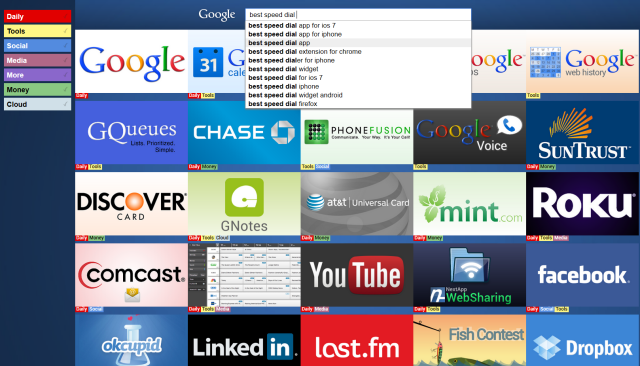 Daily
Tools
Social
Media
More
Money
Cloud
Google
best speed dial
best speed dial app for ios 7
best speed dial app for iphone
best speed dial app
best speed dial extension for chrome
best speed dialer for iphone
best speed dial widget
best speed dial for ios 7
best speed dial iphone
best speed dial widget android
best speed dial firefox
Google
31
Google
web history
Daily
Daily Tools
GQueues
Lists. Prioritized.
Simple.
CHASE
PHONEFUSION
Communicate. Your Way. It's Your Call!
Google
Voice
SUNTRUST
Daily Tools
Daily Money
Tools Social
Tools
Daily Money
DISCOVER
CARD
GNotes
at&t Universal Card
mint.com
ROKU
Daily Money
Daily Tools Cloud
Daily Money
Daily Money
Daily Tools Media
COMCAST
YouTube
NestApp
WebSharing
facebook
Daily Social
Daily Tools Media
Daily Media
Daily Tools
Daily Social Tools
okcupid
Linked in
last.fm
Fish Contest
Dropbox